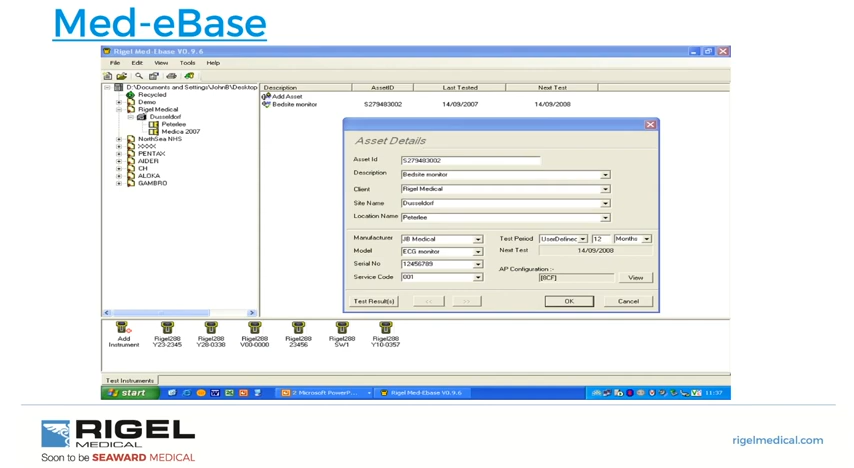 Med-eBase
Rigel Med-Ebase V0.9.6
File Edit View Tools Help
D:\Documents and Settings\JohnB\Desktop
Recycled
Demo
Rigel Medical
Dusseldorf
Peterlee
Medica 2007
NorthSea NHS
XXXX
PENTAX
AIDER
CH
ALOKA
GAMBRO
Description AssetID Last Tested Next Test
Add Asset
Bedsite monitor S279483002 14/09/2007 14/09/2008
Asset Details
Asset Id S279483002
Description Bedsite monitor
Client Rigel Medical
Site Name Dusseldorf
Location Name Peterlee
Manufacturer JB Medical
Model ECG monitor
Serial No 12456789
Service Code 001
Test Period UserDefined 12 Months
Next Test 14/09/2008
AP Configuration :-
[8CF] View
Test Result(s) << >> OK Cancel
Add Instrument
Rigel288 Y23-2345
Rigel288 Y28-0338
Rigel288 V00-0000
Rigel288 23456
Rigel288 SW1
Rigel288 Y10-0357
Test Instruments
start 2 Microsoft PowerP... Rigel Med-Ebase V0.9.6 11:37
RIGEL
MEDICAL
Soon to be SEAWARD MEDICAL
rigelmedical.com